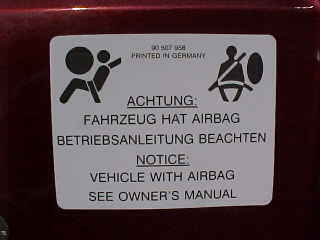 90 507 958
PRINTED IN GERMANY
ACHTUNG:
FAHRZEUG HAT AIRBAG
BETRIEBSANLEITUNG BEACHTEN
NOTICE:
VEHICLE WITH AIRBAG
SEE OWNER'S MANUAL